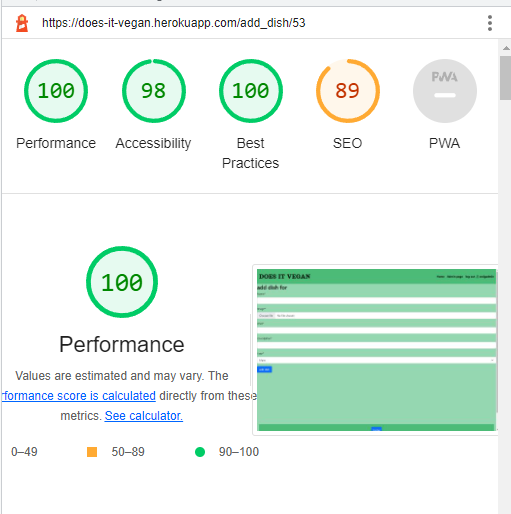 https://does-it-vegan.herokuapp.com/add_dish/53
100
98
100
89
PWA
Performance
Accessibility
Best
Practices
SEO
PWA
100
DOES IT VEGAN
add dish for
Performance
Values are estimated and may vary. The
rformance score is calculated directly from these
metrics. See calculator.
0–49
50–89
90–100